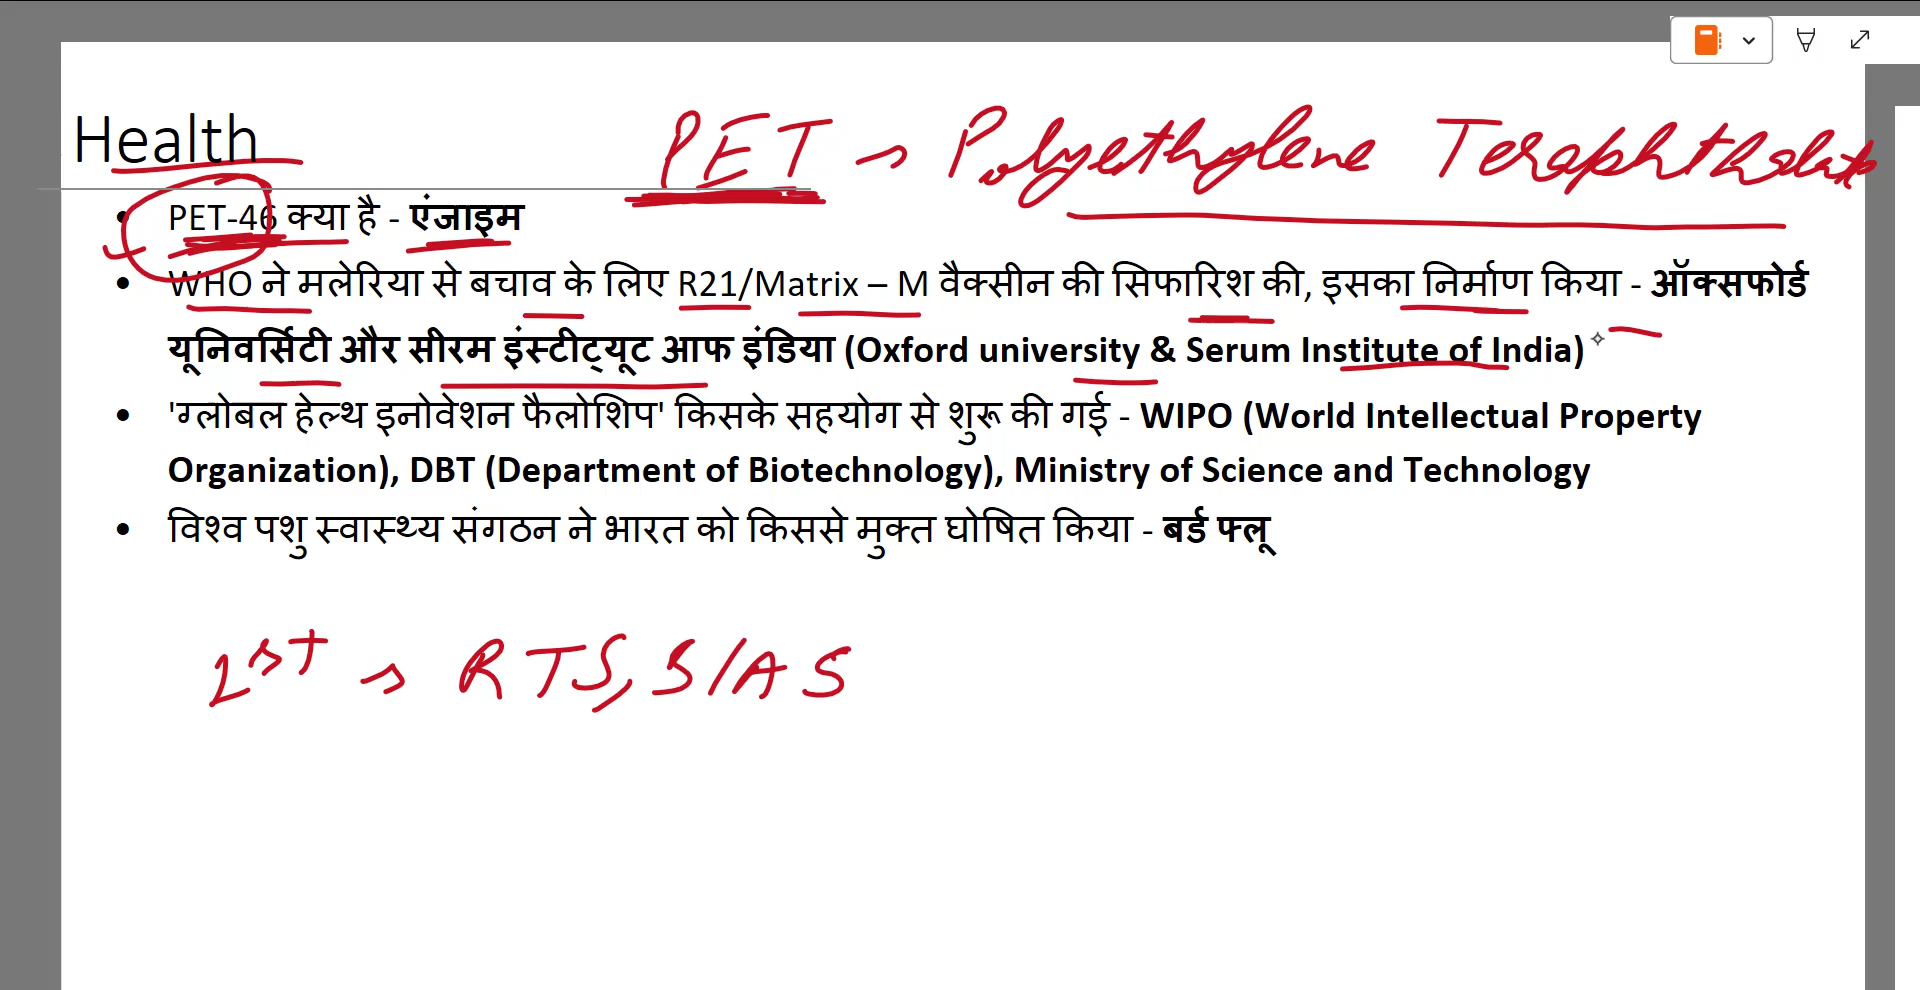 Health
PET → Polyethylene Teraphthalate
• PET-46 क्या है - एंजाइम
• WHO ने मलेरिया से बचाव के लिए R21/Matrix – M वैक्सीन की सिफारिश की, इसका निर्माण किया - ऑक्सफोर्ड
यूनिवर्सिटी और सीरम इंस्टीट्यूट आफ इंडिया (Oxford university & Serum Institute of India)
• 'ग्लोबल हेल्थ इनोवेशन फैलोशिप' किसके सहयोग से शुरू की गई - WIPO (World Intellectual Property
Organization), DBT (Department of Biotechnology), Ministry of Science and Technology
• विश्व पशु स्वास्थ्य संगठन ने भारत को किससे मुक्त घोषित किया - बर्ड फ्लू
1st → RTS,S/AS